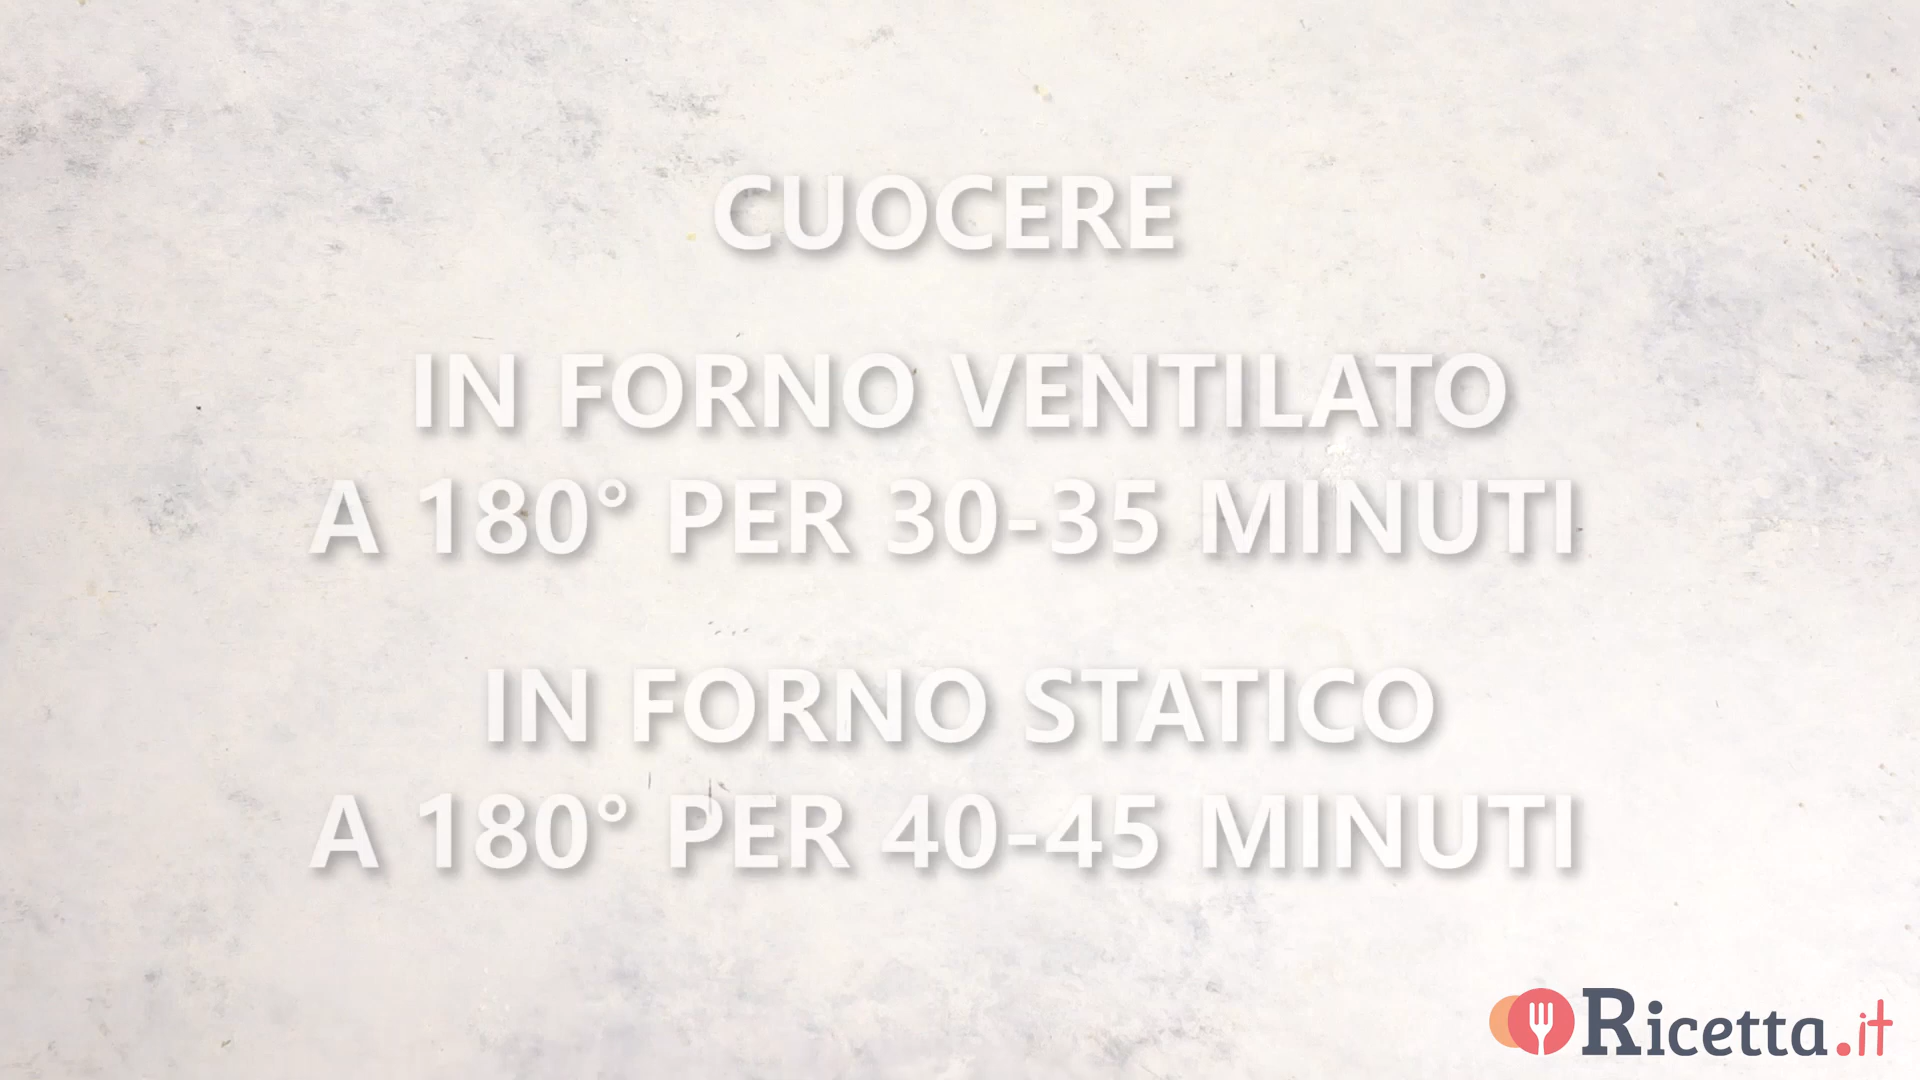 CUOCERE
IN FORNO VENTILATO
A 180° PER 30-35 MINUTI
IN FORNO STATICO
A 180° PER 40-45 MINUTI
Ricetta.it